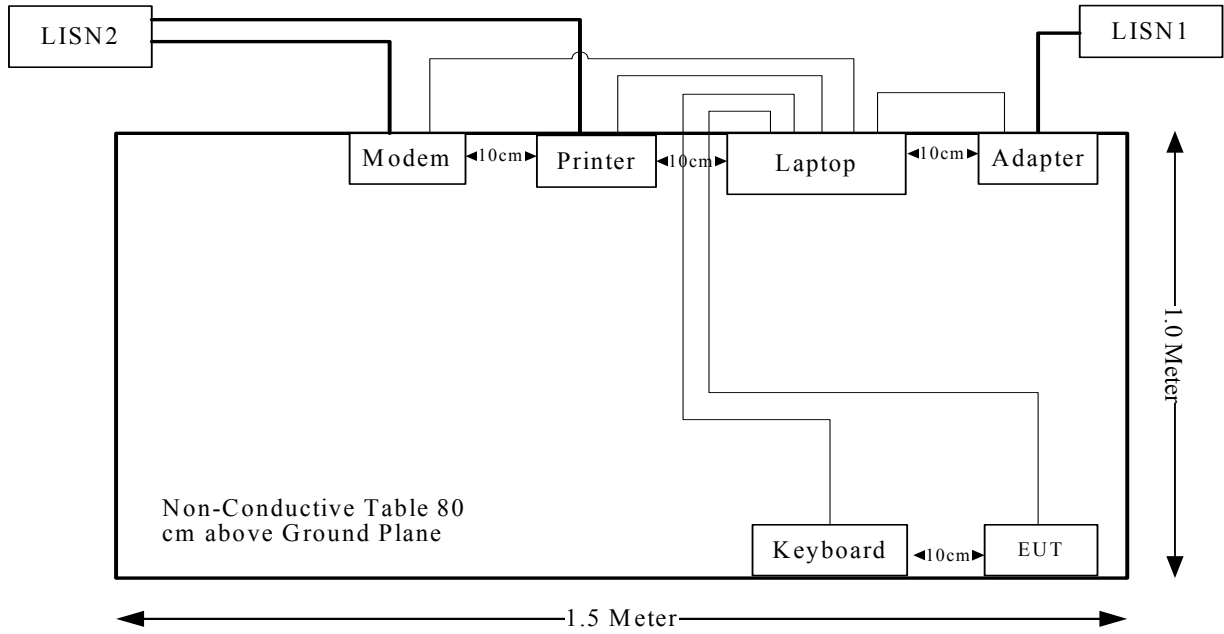 LISN2
LISN1
Modem
10cm
Printer
10cm
Laptop
10cm
Adapter
1.0 Meter
Non-Conductive Table 80
cm above Ground Plane
Keyboard
10cm
EUT
1.5 Meter